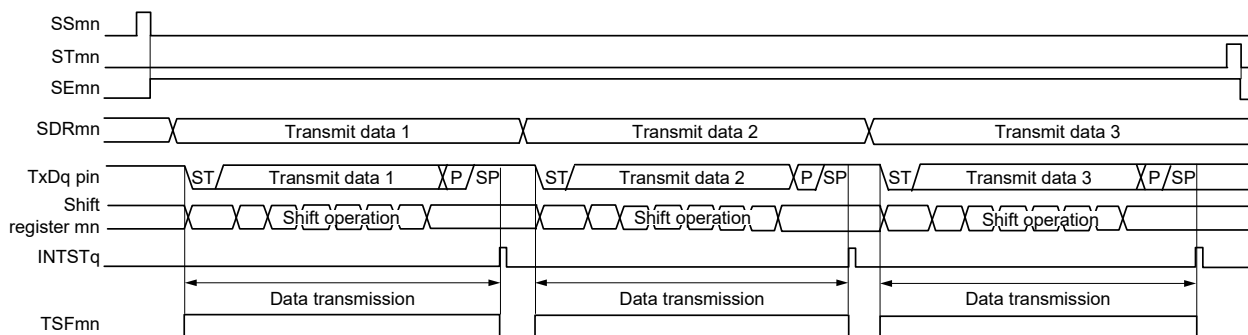 SSmn
STmn
SEmn
SDRmn Transmit data 1 Transmit data 2 Transmit data 3
TxDq pin ST Transmit data 1 P SP ST Transmit data 2 P SP ST Transmit data 3 P SP
Shift
register mn Shift operation Shift operation Shift operation
INTSTq
Data transmission Data transmission Data transmission
TSFmn